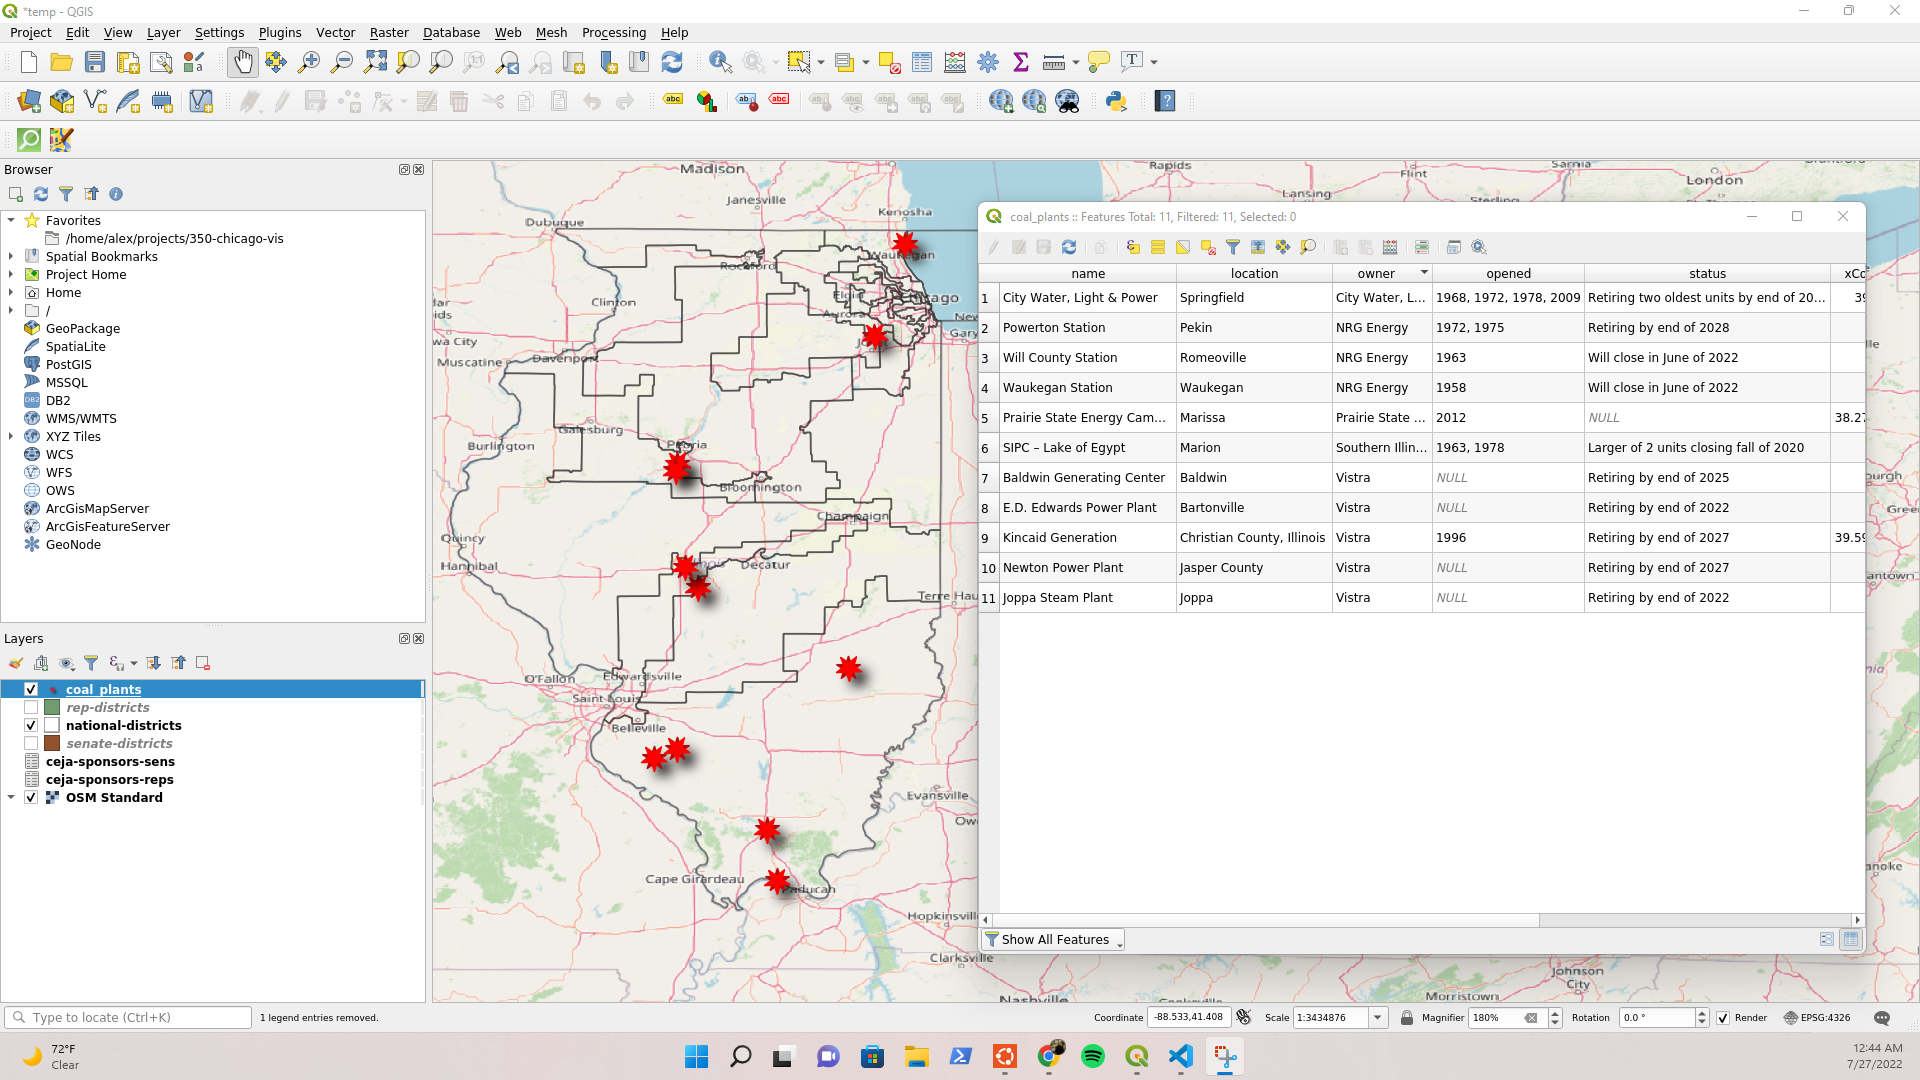 *temp - QGIS
Project Edit View Layer Settings Plugins Vector Raster Database Web Mesh Processing Help
Browser
Favorites
/home/alex/projects/350-chicago-vis
Spatial Bookmarks
Project Home
Home
/
GeoPackage
SpatiaLite
PostGIS
MSSQL
DB2
WMS/WMTS
XYZ Tiles
WCS
WFS
OWS
ArcGisMapServer
ArcGisFeatureServer
GeoNode
Layers
coal_plants
rep-districts
national-districts
senate-districts
ceja-sponsors-sens
ceja-sponsors-reps
OSM Standard
Madison
Janesville
Kenosha
Dubuque
Waukegan
Rockford
Clinton
Elgin
Aurora
Davenport
Muscatine
Galesburg
Peoria
Burlington
Bloomington
Champaign
Quincy
Hannibal
Decatur
O'Fallon
Edwardsville
Saint Louis
Belleville
Evansville
Cape Girardeau
Paducah
Clarksville
Nashville
Rapids
Flint
Lansing
Sarnia
London
Sterling
Johnson City
Morristown
coal_plants :: Features Total: 11, Filtered: 11, Selected: 0
name location owner opened status xCo
1 City Water, Light & Power Springfield City Water, L... 1968, 1972, 1978, 2009 Retiring two oldest units by end of 20... 39
2 Powerton Station Pekin NRG Energy 1972, 1975 Retiring by end of 2028
3 Will County Station Romeoville NRG Energy 1963 Will close in June of 2022
4 Waukegan Station Waukegan NRG Energy 1958 Will close in June of 2022
5 Prairie State Energy Cam... Marissa Prairie State ... 2012 NULL 38.27
6 SIPC – Lake of Egypt Marion Southern Illin... 1963, 1978 Larger of 2 units closing fall of 2020
7 Baldwin Generating Center Baldwin Vistra NULL Retiring by end of 2025
8 E.D. Edwards Power Plant Bartonville Vistra NULL Retiring by end of 2022
9 Kincaid Generation Christian County, Illinois Vistra 1996 Retiring by end of 2027 39.59
10 Newton Power Plant Jasper County Vistra NULL Retiring by end of 2027
11 Joppa Steam Plant Joppa Vistra NULL Retiring by end of 2022
Show All Features
Type to locate (Ctrl+K) 1 legend entries removed. Coordinate -88.533,41.408 Scale 1:3434876 Magnifier 180% Rotation 0.0 ° Render EPSG:4326
72°F
Clear
12:44 AM
7/27/2022